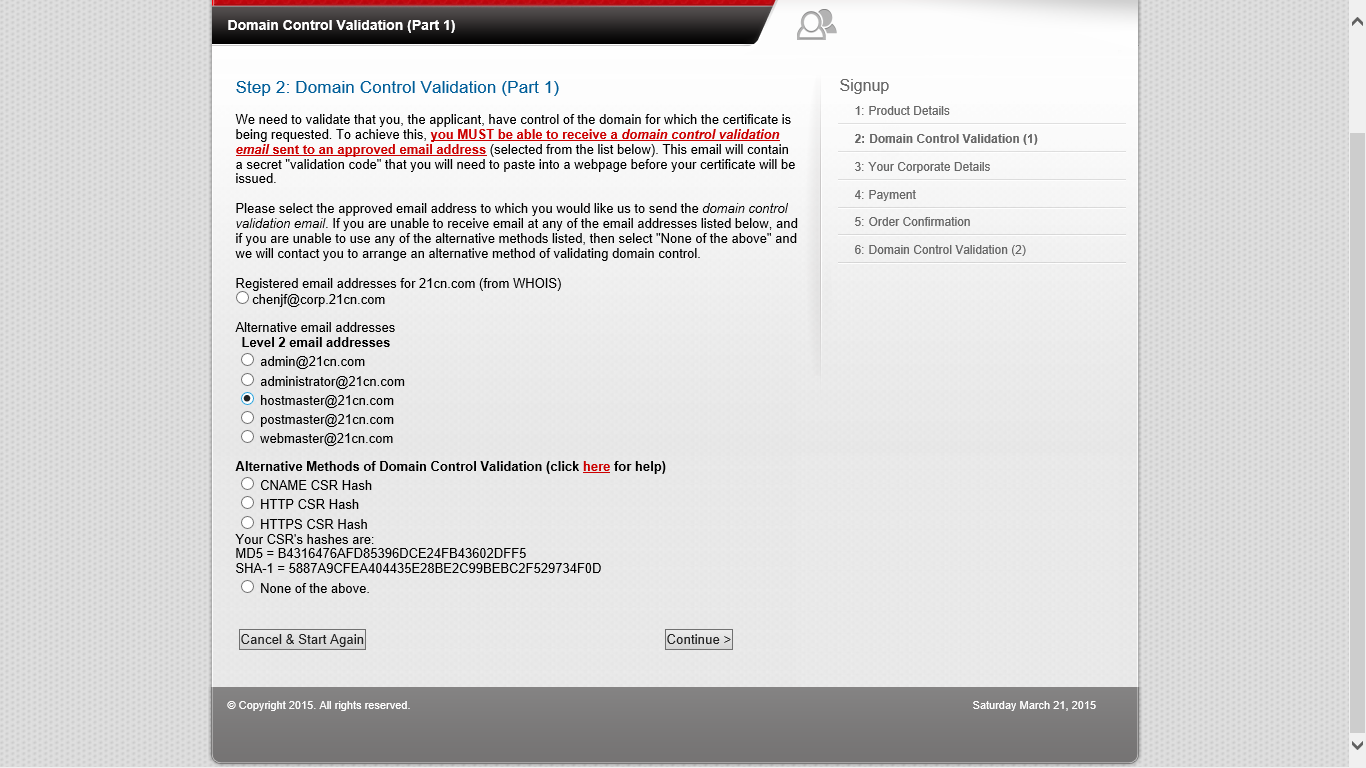 Domain Control Validation (Part 1)
Step 2: Domain Control Validation (Part 1)
We need to validate that you, the applicant, have control of the domain for which the certificate is
being requested. To achieve this, you MUST be able to receive a domain control validation
email sent to an approved email address (selected from the list below). This email will contain
a secret "validation code" that you will need to paste into a webpage before your certificate will be
issued.
Please select the approved email address to which you would like us to send the domain control
validation email. If you are unable to receive email at any of the email addresses listed below, and
if you are unable to use any of the alternative methods listed, then select "None of the above" and
we will contact you to arrange an alternative method of validating domain control.
Registered email addresses for 21cn.com (from WHOIS)
chenjf@corp.21cn.com
Alternative email addresses
Level 2 email addresses
admin@21cn.com
administrator@21cn.com
hostmaster@21cn.com
postmaster@21cn.com
webmaster@21cn.com
Alternative Methods of Domain Control Validation (click here for help)
CNAME CSR Hash
HTTP CSR Hash
HTTPS CSR Hash
Your CSR's hashes are:
MD5 = B4316476AFD85396DCE24FB43602DFF5
SHA-1 = 5887A9CFEA404435E28BE2C99BEBC2F529734F0D
None of the above.
Cancel & Start Again
Continue >
Signup
1: Product Details
2: Domain Control Validation (1)
3: Your Corporate Details
4: Payment
5: Order Confirmation
6: Domain Control Validation (2)
© Copyright 2015. All rights reserved.
Saturday March 21, 2015